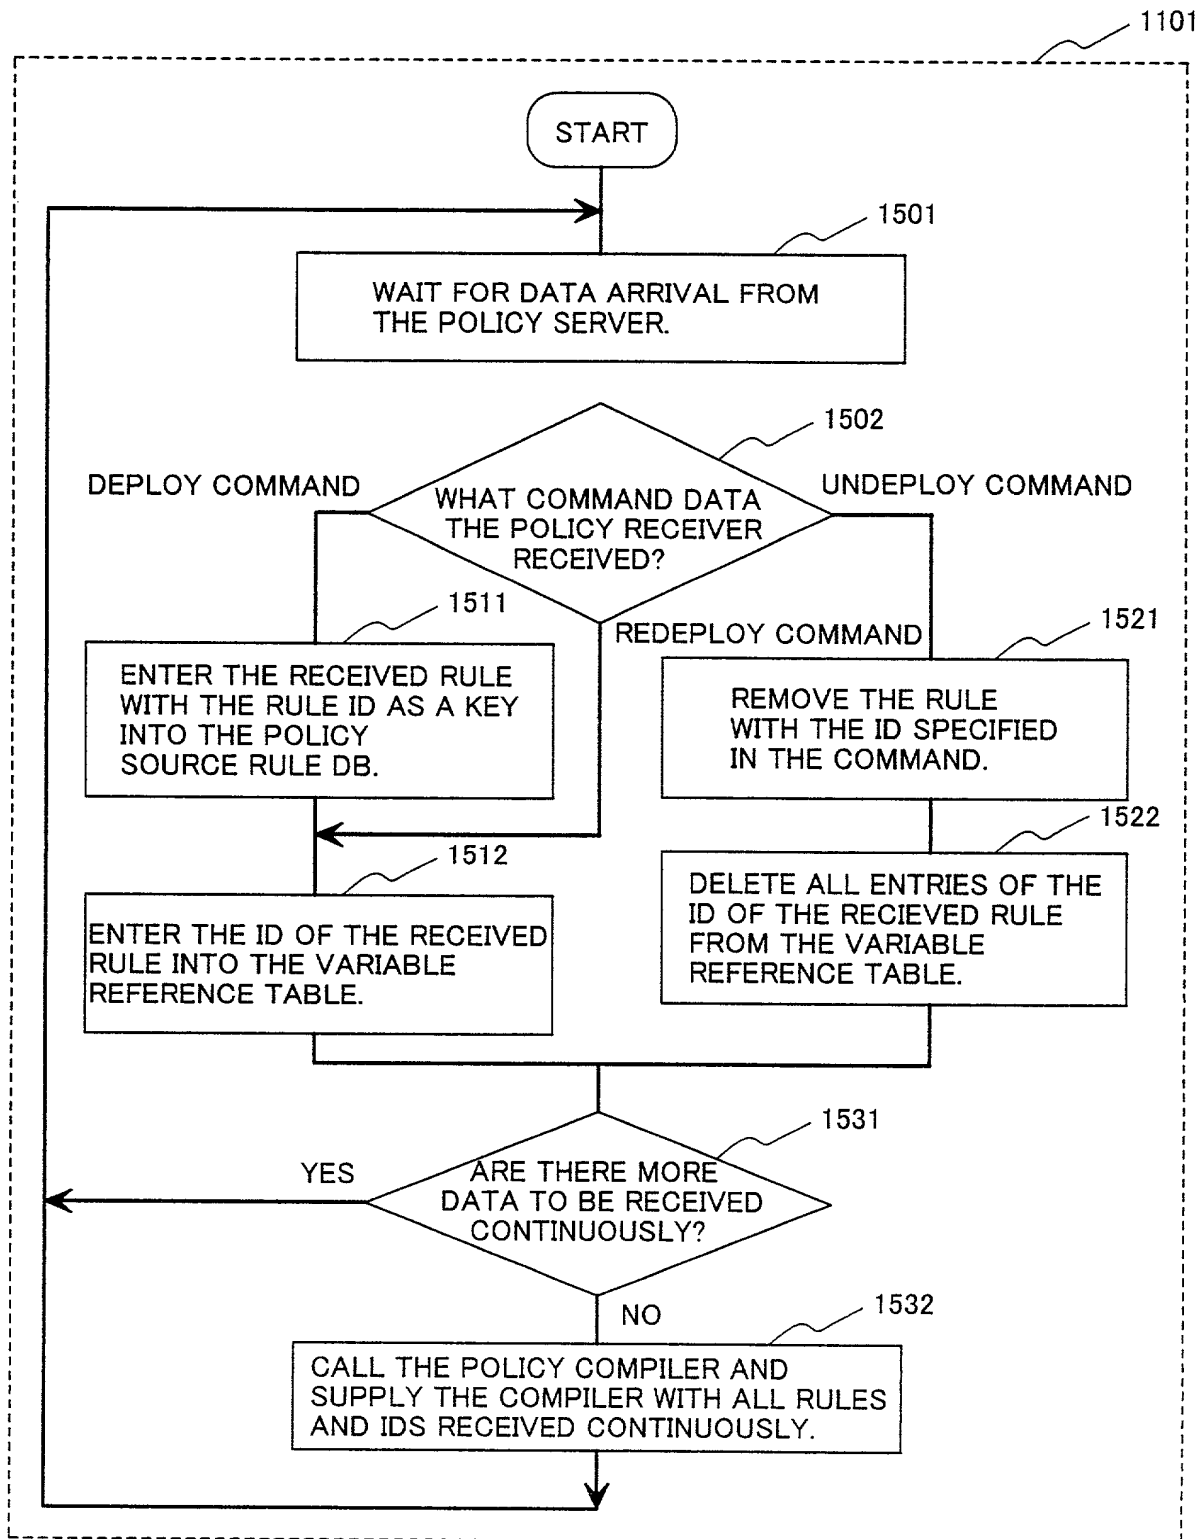 1101
START
1501
WAIT FOR DATA ARRIVAL FROM
THE POLICY SERVER.
1502
DEPLOY COMMAND
UNDEPLOY COMMAND
WHAT COMMAND DATA
THE POLICY RECEIVER
RECEIVED?
1511
REDEPLOY COMMAND
1521
ENTER THE RECEIVED RULE
WITH THE RULE ID AS A KEY
INTO THE POLICY
SOURCE RULE DB.
REMOVE THE RULE
WITH THE ID SPECIFIED
IN THE COMMAND.
1512
1522
ENTER THE ID OF THE RECEIVED
RULE INTO THE VARIABLE
REFERENCE TABLE.
DELETE ALL ENTRIES OF THE
ID OF THE RECIEVED RULE
FROM THE VARIABLE
REFERENCE TABLE.
1531
YES
ARE THERE MORE
DATA TO BE RECEIVED
CONTINUOUSLY?
NO
1532
CALL THE POLICY COMPILER AND
SUPPLY THE COMPILER WITH ALL RULES
AND IDS RECEIVED CONTINUOUSLY.